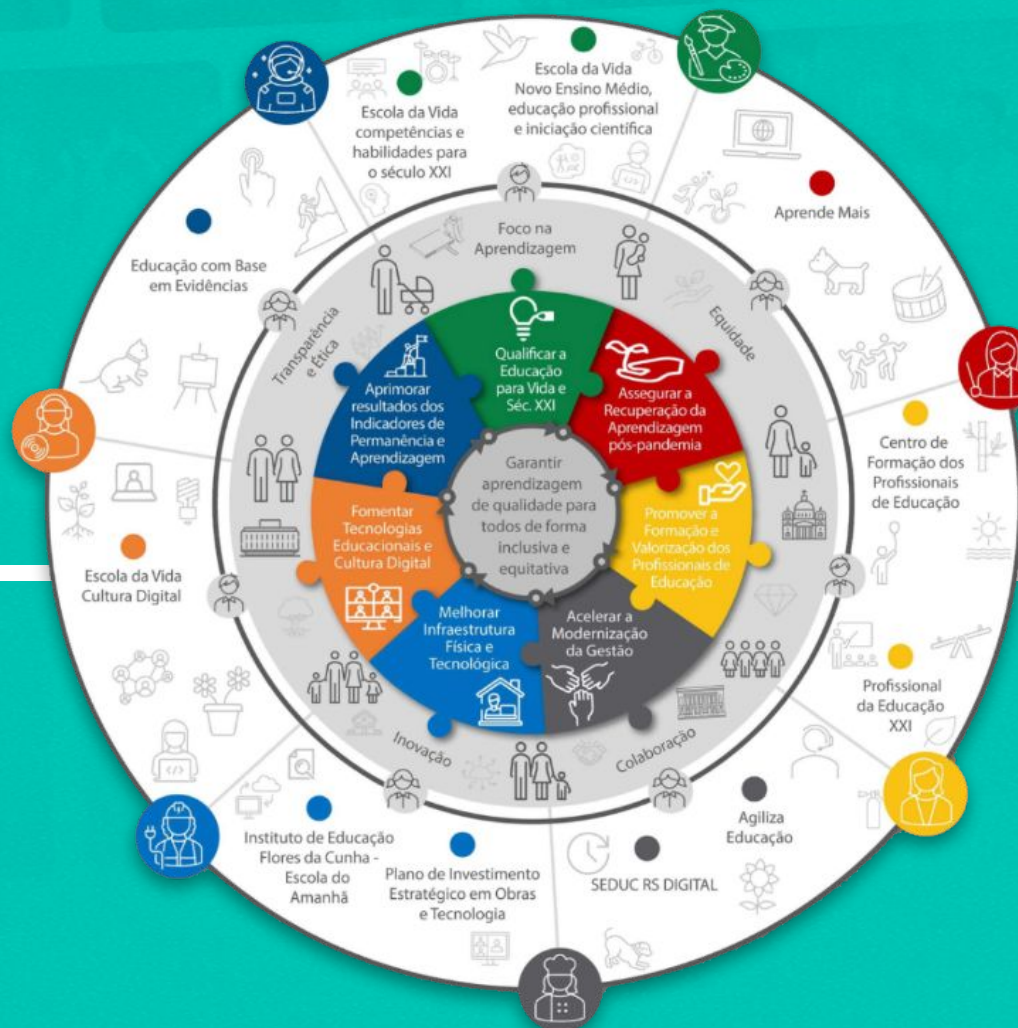 Escola da Vida
competências e
habilidades para
o século XXI
Escola da Vida
Novo Ensino Médio,
educação profissional
e iniciação científica
Aprende Mais
Educação com Base
em Evidências
Centro de
Formação dos
Profissionais
de Educação
Escola da Vida
Cultura Digital
Profissional
da Educação
XXI
Agiliza
Educação
SEDUC RS DIGITAL
Plano de Investimento
Estratégico em Obras
e Tecnologia
Instituto de Educação
Flores da Cunha -
Escola do
Amanhã
Foco na
Aprendizagem
Equidade
Colaboração
Inovação
Transparência
e Ética
Qualificar a
Educação
para Vida e
Séc. XXI
Assegurar a
Recuperação da
Aprendizagem
pós-pandemia
Promover a
Formação e
Valorização dos
Profissionais de
Educação
Acelerar a
Modernização
da Gestão
Melhorar
Infraestrutura
Física e
Tecnológica
Fomentar
Tecnologias
Educacionais e
Cultura Digital
Aprimorar
resultados dos
Indicadores de
Permanência e
Aprendizagem
Garantir
aprendizagem
de qualidade para
todos de forma
inclusiva e
equitativa